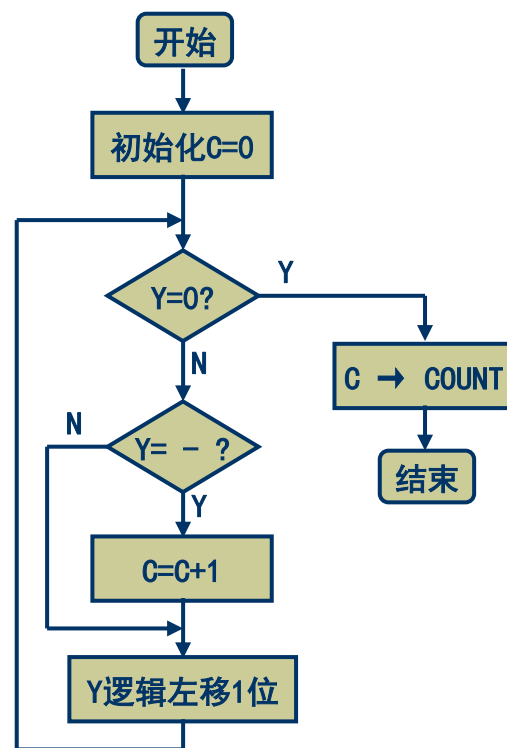 开始
初始化C=0
Y=0?
Y
N
C → COUNT
Y= - ?
N
Y
结束
C=C+1
Y逻辑左移1位